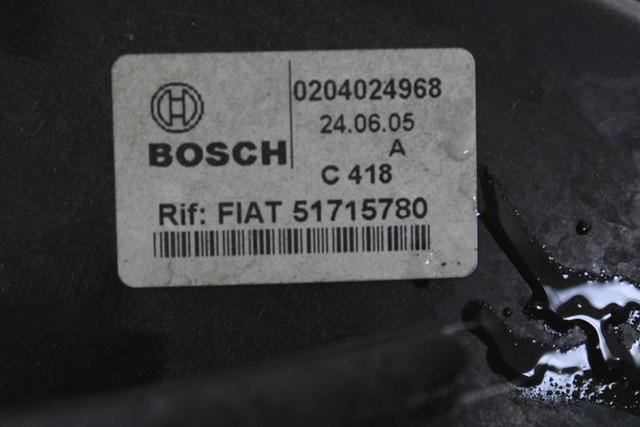 BOSCH
0204024968
24.06.05
A
C 418
Rif: FIAT 51715780